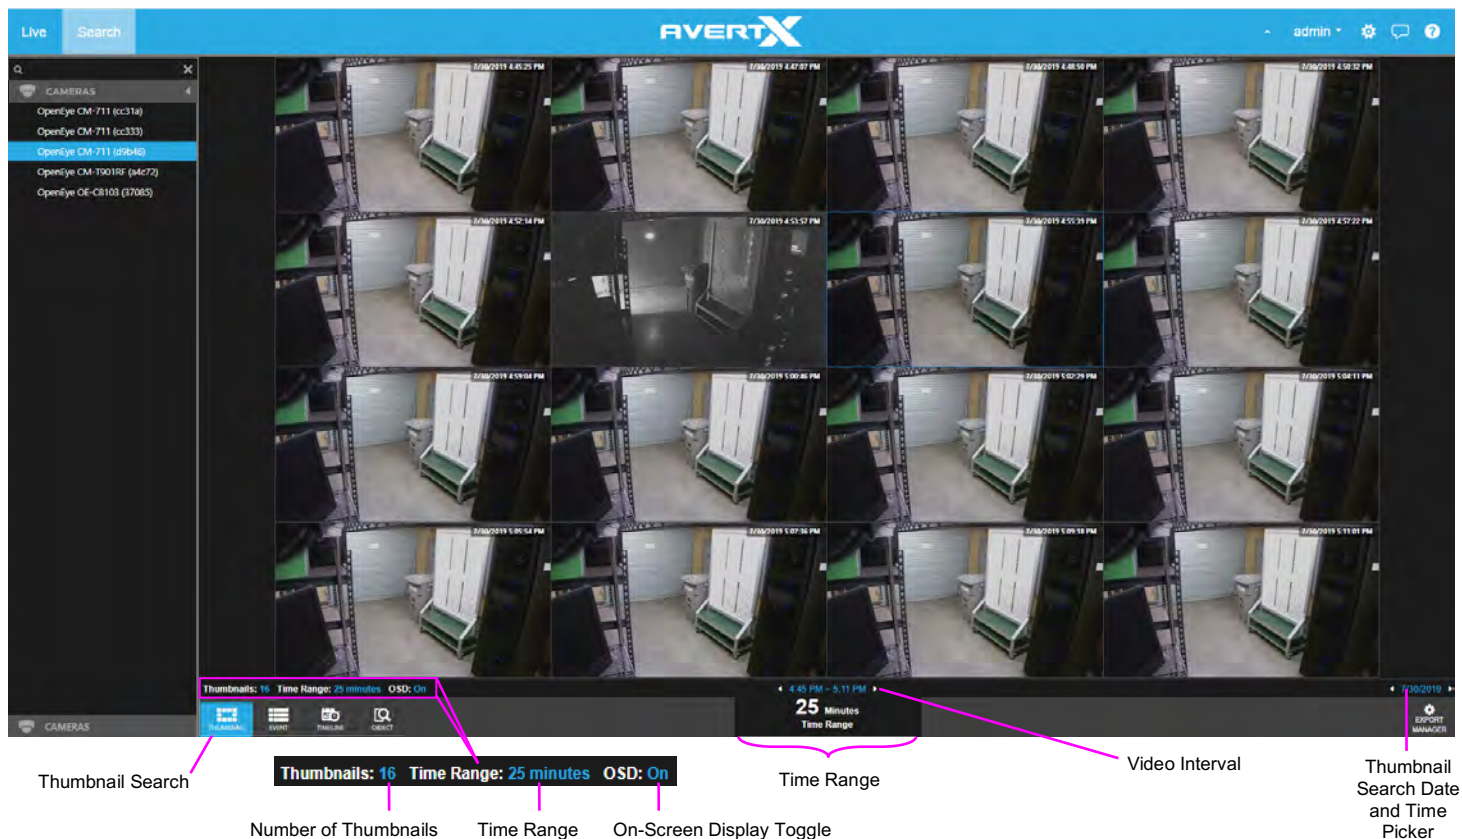 Live
Search
AVERTX
admin
CAMERAS
OpenEye CM-711 (cc31a)
OpenEye CM-711 (cc333)
OpenEye CM-711 (d9b46)
OpenEye CM-T901RF (a4c72)
OpenEye OE-C8103 (37085)
7/30/2019 4:45:25 PM
7/30/2019 4:47:07 PM
7/30/2019 4:48:50 PM
7/30/2019 4:50:32 PM
7/30/2019 4:52:14 PM
7/30/2019 4:53:57 PM
7/30/2019 4:55:39 PM
7/30/2019 4:57:22 PM
7/30/2019 4:59:04 PM
7/30/2019 5:00:46 PM
7/30/2019 5:02:29 PM
7/30/2019 5:04:11 PM
7/30/2019 5:05:54 PM
7/30/2019 5:07:36 PM
7/30/2019 5:09:18 PM
7/30/2019 5:11:01 PM
Thumbnails: 16 Time Range: 25 minutes OSD: On
4:45 PM – 5:11 PM
7/30/2019
CAMERAS
THUMBNAIL
EVENT
TIMELINE
OBJECT
25 Minutes
Time Range
EXPORT
MANAGER
Thumbnail Search
Thumbnails: 16 Time Range: 25 minutes OSD: On
Number of Thumbnails
Time Range
On-Screen Display Toggle
Time Range
Video Interval
Thumbnail
Search Date
and Time
Picker